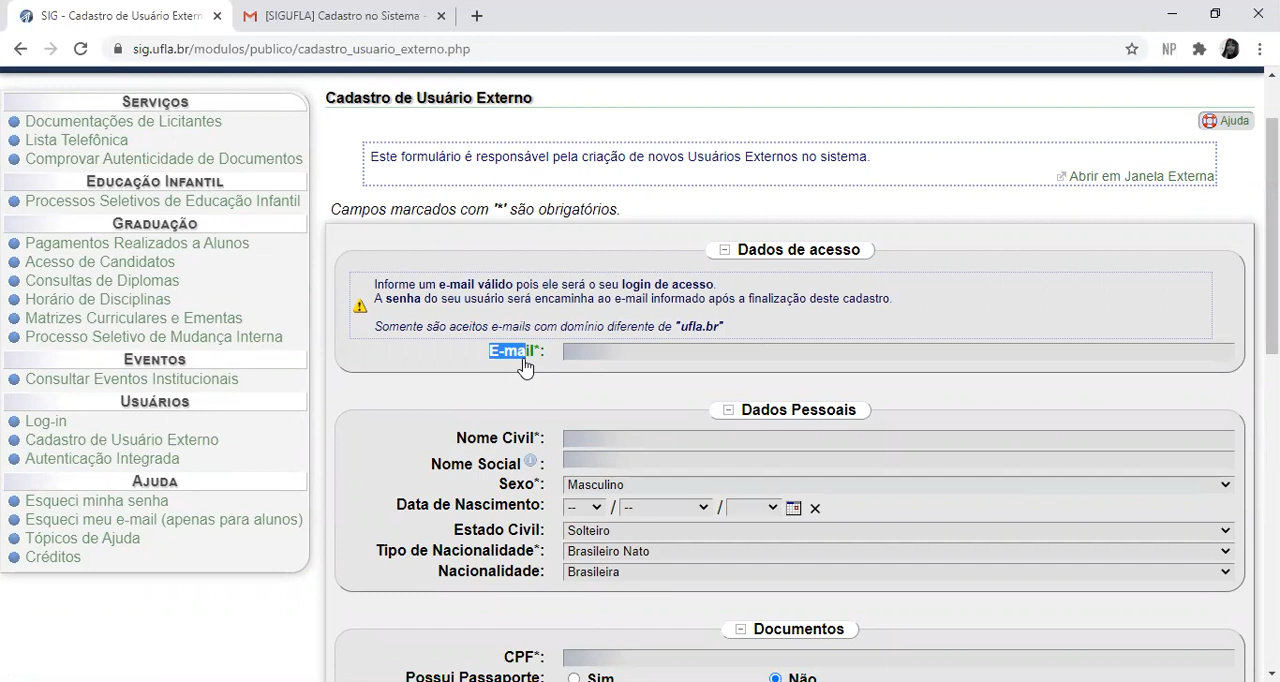 SIG - Cadastro de Usuário Extern
[SIGUFLA] Cadastro no Sistema -
sig.ufla.br/modulos/publico/cadastro_usuario_externo.php
NP
Serviços
Documentações de Licitantes
Lista Telefônica
Comprovar Autenticidade de Documentos
Educação Infantil
Processos Seletivos de Educação Infantil
Graduação
Pagamentos Realizados a Alunos
Acesso de Candidatos
Consultas de Diplomas
Horário de Disciplinas
Matrizes Curriculares e Ementas
Processo Seletivo de Mudança Interna
Eventos
Consultar Eventos Institucionais
Usuários
Log-in
Cadastro de Usuário Externo
Autenticação Integrada
Ajuda
Esqueci minha senha
Esqueci meu e-mail (apenas para alunos)
Tópicos de Ajuda
Créditos
Cadastro de Usuário Externo
Ajuda
Este formulário é responsável pela criação de novos Usuários Externos no sistema.
Abrir em Janela Externa
Campos marcados com '*' são obrigatórios.
Dados de acesso
Informe um e-mail válido pois ele será o seu login de acesso.
A senha do seu usuário será encaminha ao e-mail informado após a finalização deste cadastro.
Somente são aceitos e-mails com domínio diferente de "ufla.br"
E-mail*:
Dados Pessoais
Nome Civil*:
Nome Social :
Sexo*: Masculino
Data de Nascimento: -- / -- /
Estado Civil: Solteiro
Tipo de Nacionalidade*: Brasileiro Nato
Nacionalidade: Brasileira
Documentos
CPF*:
Possui Passaporte: Sim Não